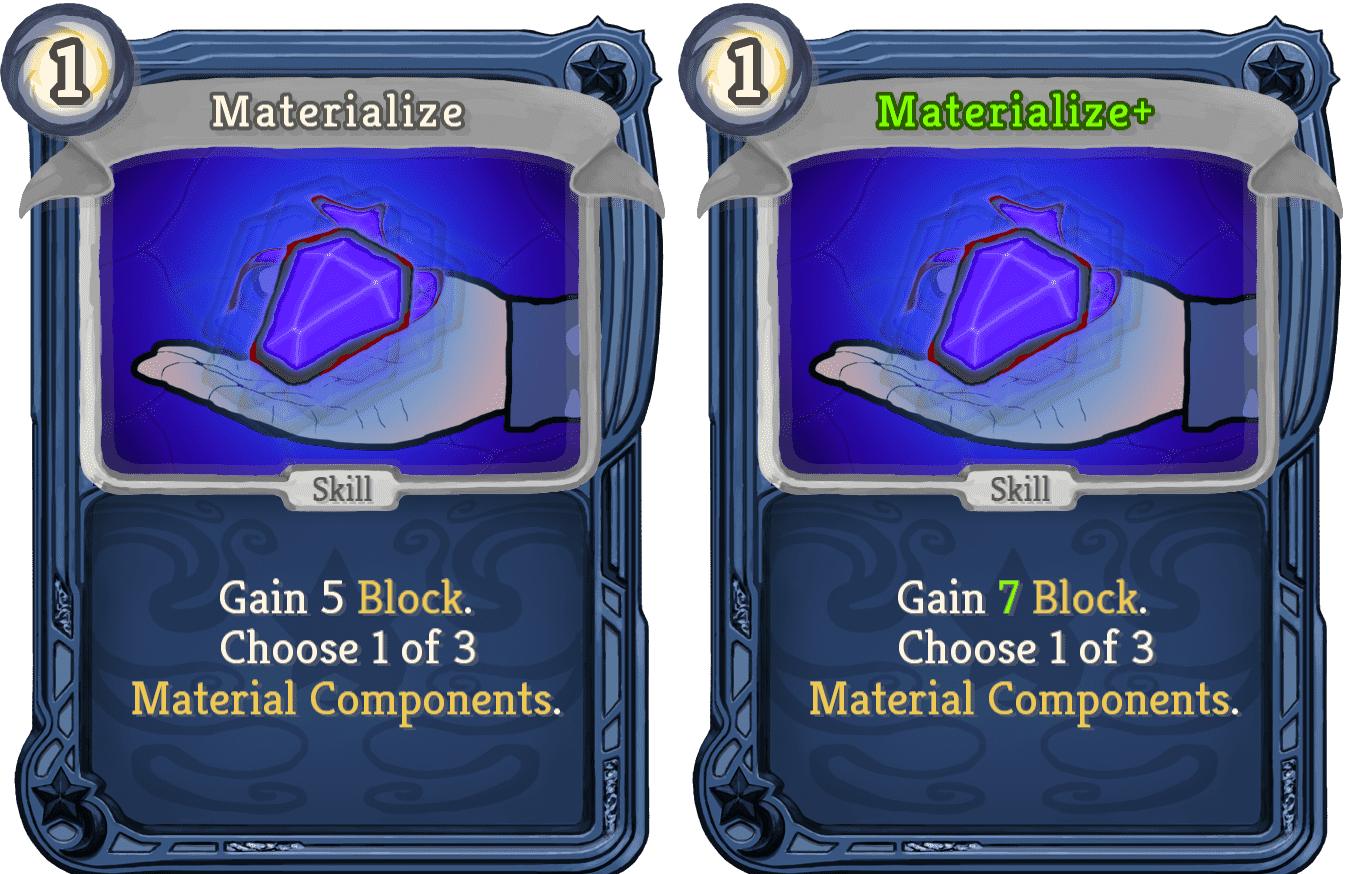 1
Materialize
Skill
Gain 5 Block.
Choose 1 of 3
Material Components.
1
Materialize+
Skill
Gain 7 Block.
Choose 1 of 3
Material Components.